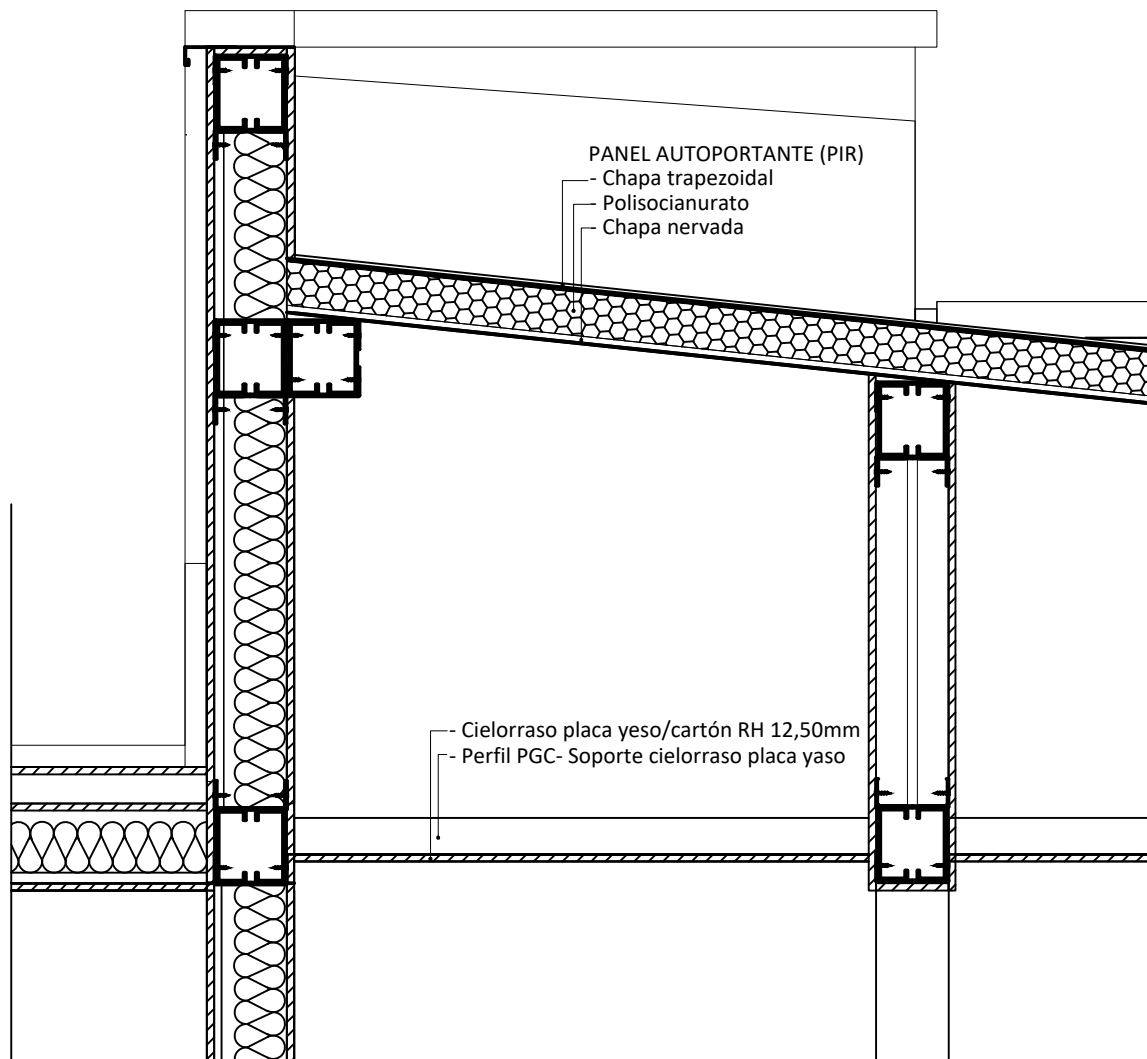 PANEL AUTOPORTANTE (PIR)
- Chapa trapezoidal
- Polisocianurato
- Chapa nervada
- Cielorraso placa yeso/cartón RH 12,50mm
- Perfil PGC- Soporte cielorraso placa yaso